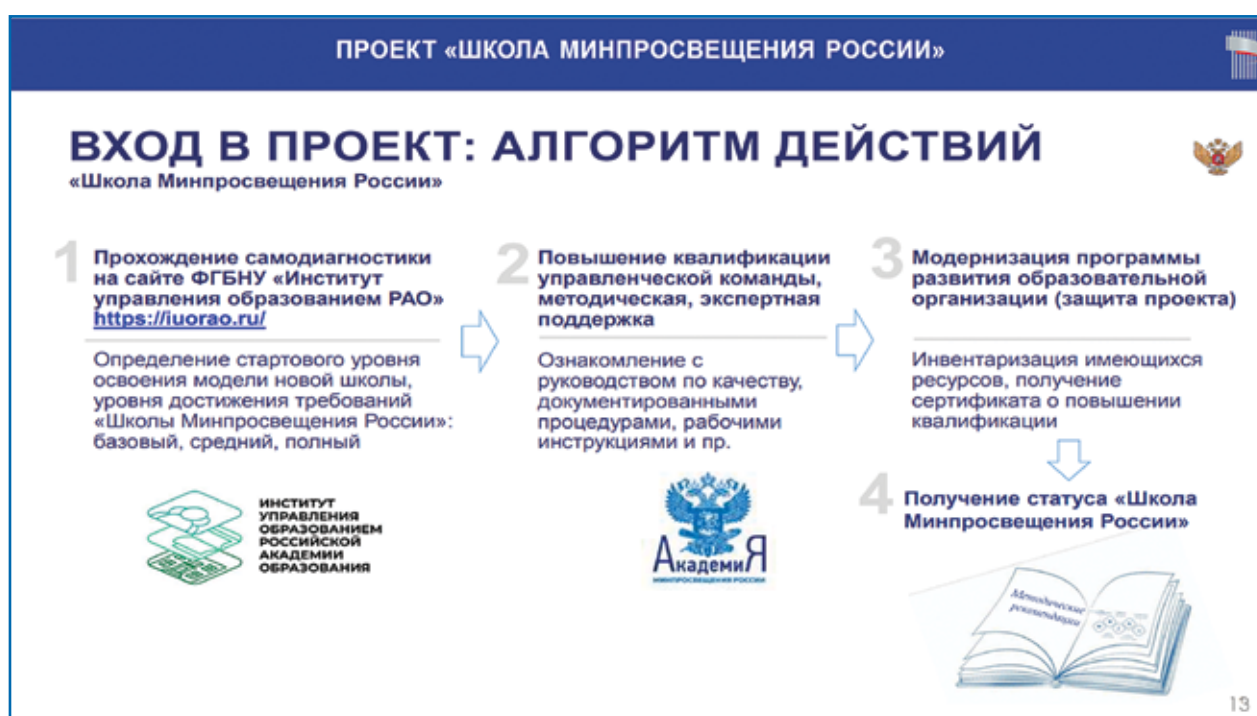 ПРОЕКТ «ШКОЛА МИНПРОСВЕЩЕНИЯ РОССИИ»
ВХОД В ПРОЕКТ: АЛГОРИТМ ДЕЙСТВИЙ
«Школа Минпросвещения России»
1
Прохождение самодиагностики
на сайте ФГБНУ «Институт
управления образованием РАО»
https://iuorao.ru/
Определение стартового уровня
освоения модели новой школы,
уровня достижения требований
«Школы Минпросвещения России»:
базовый, средний, полный
ИНСТИТУТ
УПРАВЛЕНИЯ
ОБРАЗОВАНИЕМ
РОССИЙСКОЙ
АКАДЕМИИ
ОБРАЗОВАНИЯ
2
Повышение квалификации
управленческой команды,
методическая, экспертная
поддержка
Ознакомление с
руководством по качеству,
документированными
процедурами, рабочими
инструкциями и пр.
АкадемиЯ
МИНПРОСВЕЩЕНИЯ РОССИИ
3
Модернизация программы
развития образовательной
организации (защита проекта)
Инвентаризация имеющихся
ресурсов, получение
сертификата о повышении
квалификации
4
Получение статуса «Школа
Минпросвещения России»
Методические
рекомендации
13